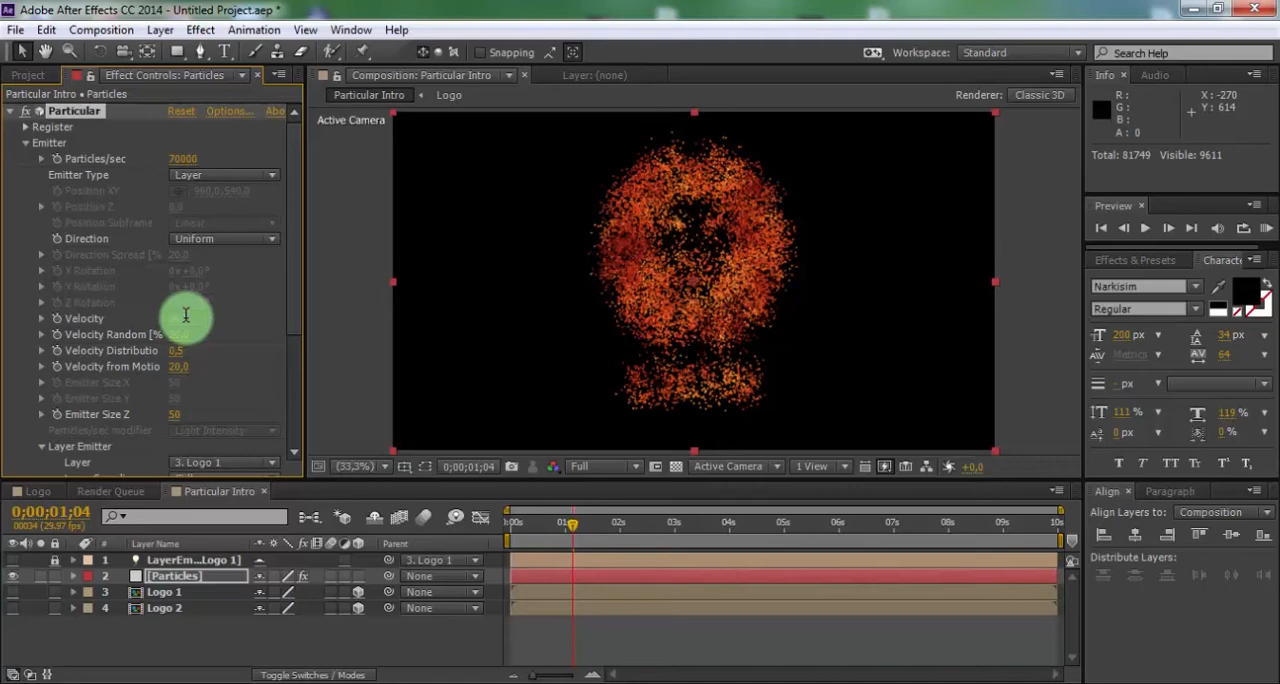 Adobe After Effects CC 2014 - Untitled Project.aep *
File Edit Composition Layer Effect Animation View Window Help
Snapping
Workspace: Standard
Search Help
Project
Effect Controls: Particles
Composition: Particular Intro
Layer: (none)
Info
Audio
Particular Intro • Particles
Particular Intro
Logo
Renderer: Classic 3D
Particular
Reset
Options...
Abo
Active Camera
R :
G :
B :
A : 0
X : -270
Y : 614
Total: 81749 Visible: 9611
Register
Emitter
Particles/sec 70000
Emitter Type Layer
Position XY 960,0,540,0
Position Z 0,0
Position Subframe Linear
Direction Uniform
Direction Spread [% 20,0
X Rotation 0x+0,0°
Y Rotation 0x+0,0°
Z Rotation
Velocity
Velocity Random [%
Velocity Distributio 0,5
Velocity from Motio 20,0
Emitter Size X 50
Emitter Size Y 50
Emitter Size Z 50
Particles/sec modifier Light Intensity
Layer Emitter
Layer 3. Logo 1
Preview
Effects & Presets
Characte
Narkisim
Regular
200 px
34 px
Metrics
64
- px
111 %
119 %
0 px
0 %
T T TT Tt T¹ T₁
(33,3%)
0;00;01;04
Full
Active Camera
1 View
+0,0
Logo
Render Queue
Particular Intro
0;00;01;04
00034 (29.97 fps)
:00s 01s 02s 03s 04s 05s 06s 07s 08s 09s 10s
# Layer Name
Parent
1 LayerEm...Logo 1]
3. Logo 1
2 [Particles]
fx
None
3 Logo 1
None
4 Logo 2
None
Toggle Switches / Modes
Align
Paragraph
Align Layers to: Composition
Distribute Layers: